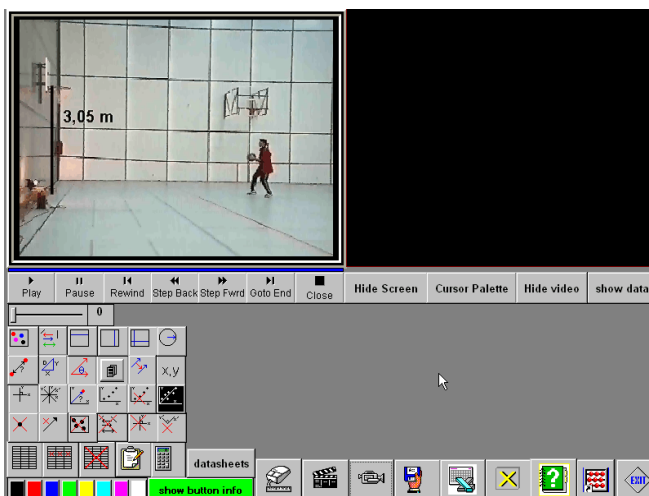 3,05 m
Play Pause Rewind Step Back Step Fwrd Goto End Close Hide Screen Cursor Palette Hide video show data
0
x,y
datasheets
EXIT
show button info